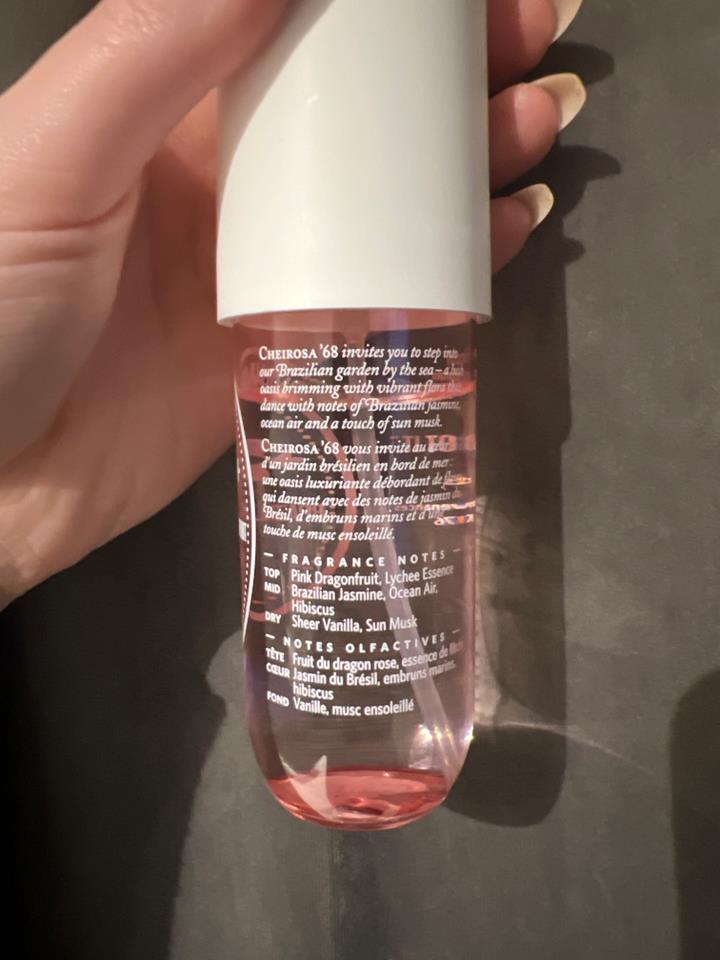 CHEIROSA '68 invites you to step into
our Brazilian garden by the sea – a lush
oasis brimming with vibrant flora that
dance with notes of Brazilian jasmine,
ocean air and a touch of sun musk.
CHEIROSA '68 vous invite au
d'un jardin brésilien en bord de mer:
une oasis luxuriante débordant de
qui dansent avec des notes de jasmin du
Brésil, d'embruns marins et d'une
touche de musc ensoleillé.
— FRAGRANCE NOTES —
TOP Pink Dragonfruit, Lychee Essence
MID Brazilian Jasmine, Ocean Air,
Hibiscus
DRY Sheer Vanilla, Sun Musk
— NOTES OLFACTIVES —
TÊTE Fruit du dragon rose, essence de
CŒUR Jasmin du Brésil, embruns marins,
hibiscus
FOND Vanille, musc ensoleillé